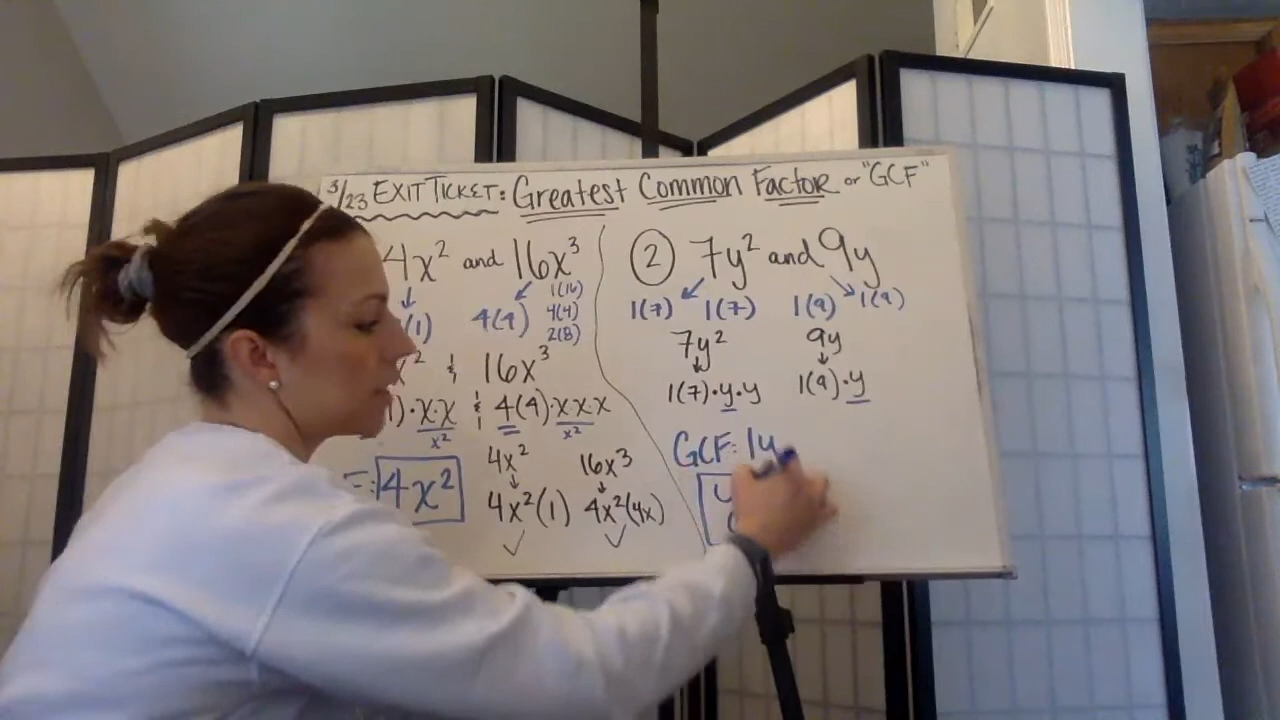 3/23 EXIT TICKET: Greatest Common Factor or "GCF"
4x² and 16x³
(1) 4(4) 1(16)
4(4)
2(8)
² & 16x³
1) · x·x & 4(4)·x·x·x
x² x²
4x² 16x³
↓ ↓
: 4x² 4x²(1) 4x²(4x)
✓ ✓
② 7y² and 9y
1(7) 1(7) 1(9) 1(9)
7y² 9y
↓ ↓
1(7)·y·y 1(9)·y
GCF: 1y
y